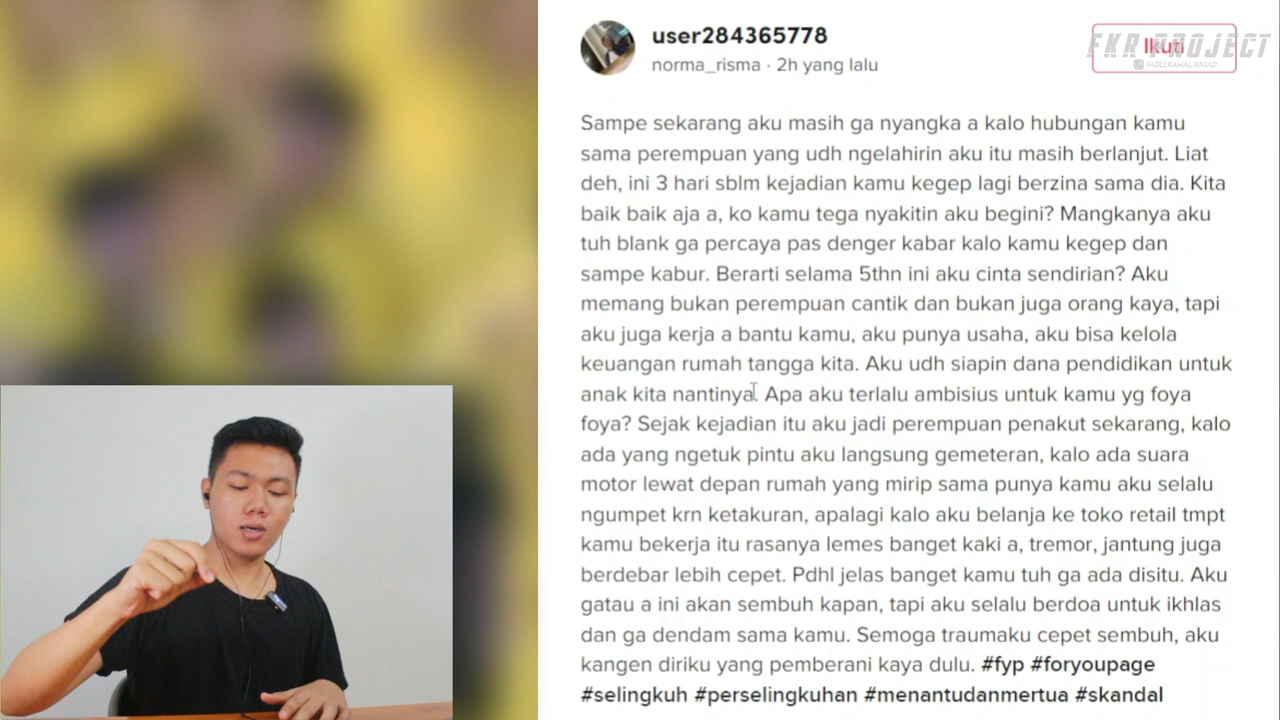 user284365778
norma_risma · 2h yang lalu
Ikuti
FKR PROJECT
FADLY.KAMAL.RASAD
Sampe sekarang aku masih ga nyangka a kalo hubungan kamu
sama perempuan yang udh ngelahirin aku itu masih berlanjut. Liat
deh, ini 3 hari sblm kejadian kamu kegep lagi berzina sama dia. Kita
baik baik aja a, ko kamu tega nyakitin aku begini? Mangkanya aku
tuh blank ga percaya pas denger kabar kalo kamu kegep dan
sampe kabur. Berarti selama 5thn ini aku cinta sendirian? Aku
memang bukan perempuan cantik dan bukan juga orang kaya, tapi
aku juga kerja a bantu kamu, aku punya usaha, aku bisa kelola
keuangan rumah tangga kita. Aku udh siapin dana pendidikan untuk
anak kita nantinya. Apa aku terlalu ambisius untuk kamu yg foya
foya? Sejak kejadian itu aku jadi perempuan penakut sekarang, kalo
ada yang ngetuk pintu aku langsung gemeteran, kalo ada suara
motor lewat depan rumah yang mirip sama punya kamu aku selalu
ngumpet krn ketakuran, apalagi kalo aku belanja ke toko retail tmpt
kamu bekerja itu rasanya lemes banget kaki a, tremor, jantung juga
berdebar lebih cepet. Pdhl jelas banget kamu tuh ga ada disitu. Aku
gatau a ini akan sembuh kapan, tapi aku selalu berdoa untuk ikhlas
dan ga dendam sama kamu. Semoga traumaku cepet sembuh, aku
kangen diriku yang pemberani kaya dulu. #fyp #foryoupage
#selingkuh #perselingkuhan #menantudanmertua #skandal